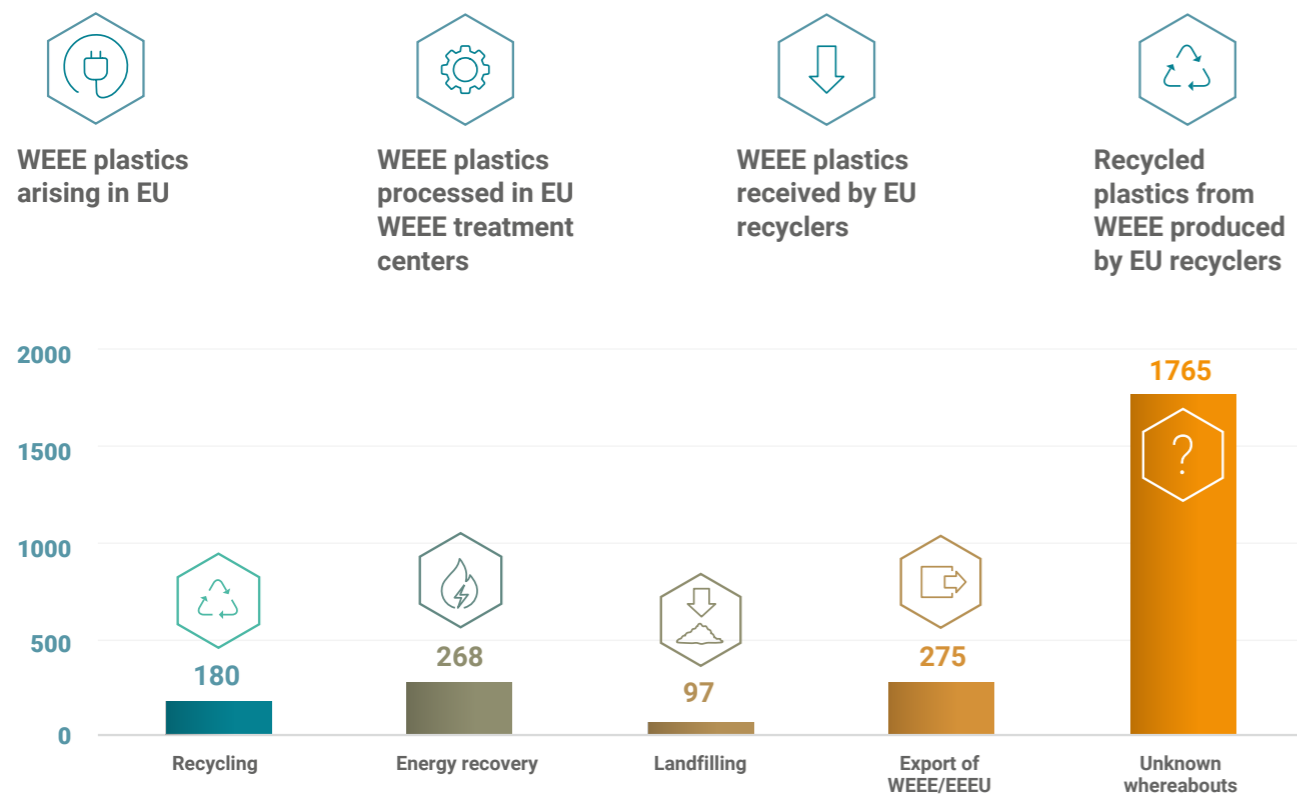 WEEE plastics
arising in EU
WEEE plastics
processed in EU
WEEE treatment
centers
WEEE plastics
received by EU
recyclers
Recycled
plastics from
WEEE produced
by EU recyclers
2000
1500
1000
500
0
180
268
97
275
1765
?
Recycling
Energy recovery
Landfilling
Export of
WEEE/EEEU
Unknown
whereabouts